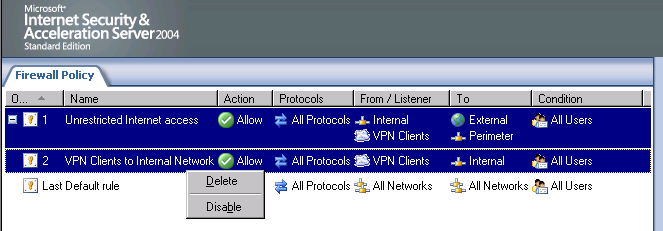 Microsoft®
Internet Security &
Acceleration Server 2004
Standard Edition
Firewall Policy
O... Name Action Protocols From / Listener To Condition
1 Unrestricted Internet access Allow All Protocols Internal External All Users
VPN Clients Perimeter
2 VPN Clients to Internal Network Allow All Protocols VPN Clients Internal All Users
Last Default rule All Protocols All Networks All Networks All Users
Delete
Disable